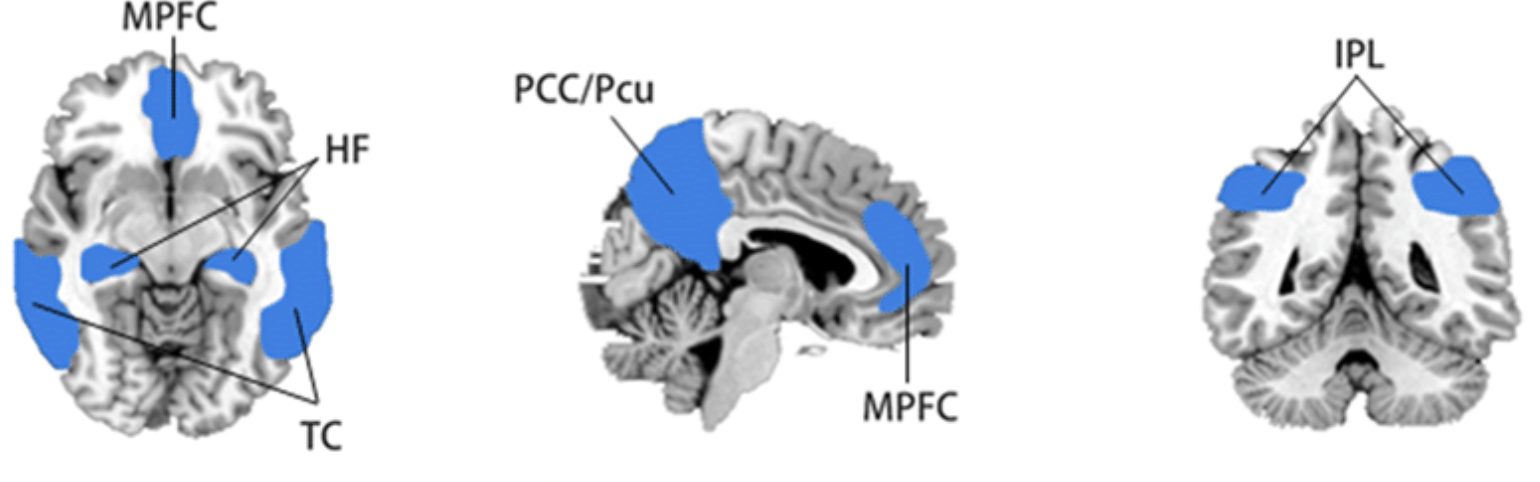 MPFC
HF
TC
PCC/Pcu
MPFC
IPL